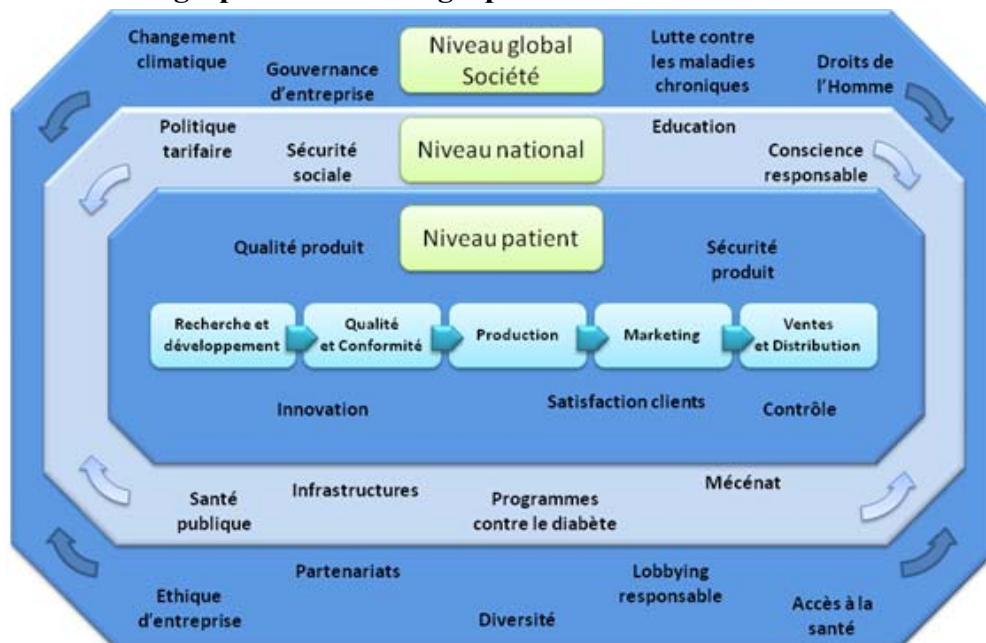 Changement
climatique
Gouvernance
d'entreprise
Niveau global
Société
Lutte contre
les maladies
chroniques
Droits de
l'Homme
Politique
tarifaire
Sécurité
sociale
Niveau national
Education
Conscience
responsable
Qualité produit
Niveau patient
Sécurité
produit
Recherche et
développement
Qualité
et Conformité
Production
Marketing
Ventes
et Distribution
Innovation
Satisfaction clients
Contrôle
Santé
publique
Infrastructures
Programmes
contre le diabète
Mécénat
Ethique
d'entreprise
Partenariats
Diversité
Lobbying
responsable
Accès à la
santé